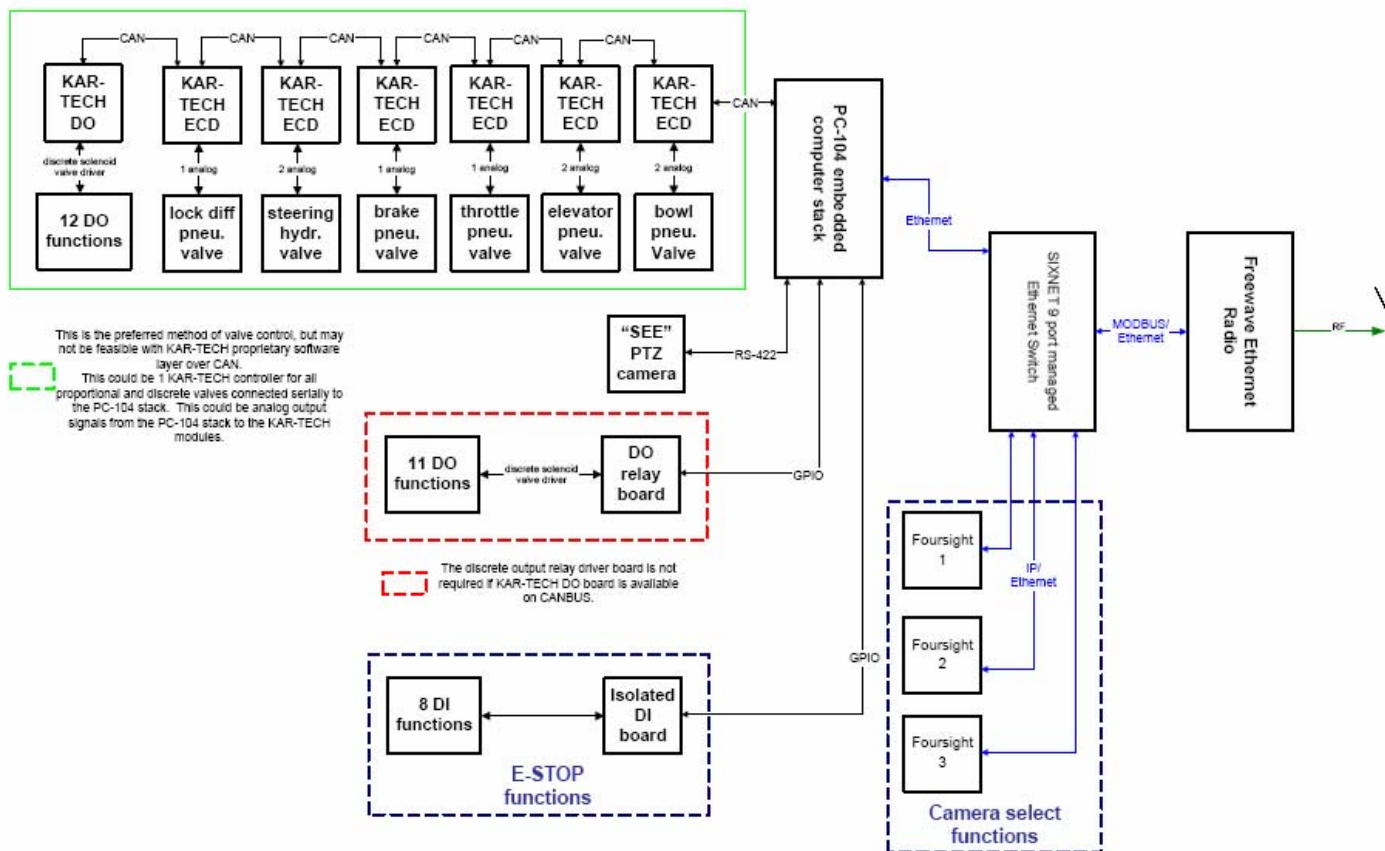 CAN
CAN
CAN
CAN
CAN
CAN
KAR-
TECH
DO
KAR-
TECH
ECD
KAR-
TECH
ECD
KAR-
TECH
ECD
KAR-
TECH
ECD
KAR-
TECH
ECD
KAR-
TECH
ECD
CAN
PC-104 embedded
computer stack
discrete solenoid
valve driver
1 analog
2 analog
1 analog
1 analog
2 analog
2 analog
12 DO
functions
lock diff
pneu.
valve
steering
hydr.
valve
brake
pneu.
valve
throttle
pneu.
valve
elevator
pneu.
valve
bowl
pneu.
Valve
Ethernet
SIXNET 9 port managed
Ethernet Switch
MODBUS/
Ethernet
Freewave Ethernet
Radio
RF
This is the preferred method of valve control, but may
not be feasible with KAR-TECH proprietary software
layer over CAN.
This could be 1 KAR-TECH controller for all
proportional and discrete valves connected serially to
the PC-104 stack. This could be analog output
signals from the PC-104 stack to the KAR-TECH
modules.
"SEE"
PTZ
camera
RS-422
11 DO
functions
discrete solenoid
valve driver
DO
relay
board
GPIO
The discrete output relay driver board is not
required if KAR-TECH DO board is available
on CANBUS.
8 DI
functions
Isolated
DI
board
GPIO
E-STOP
functions
Foursight
1
IP/
Ethernet
Foursight
2
Foursight
3
Camera select
functions